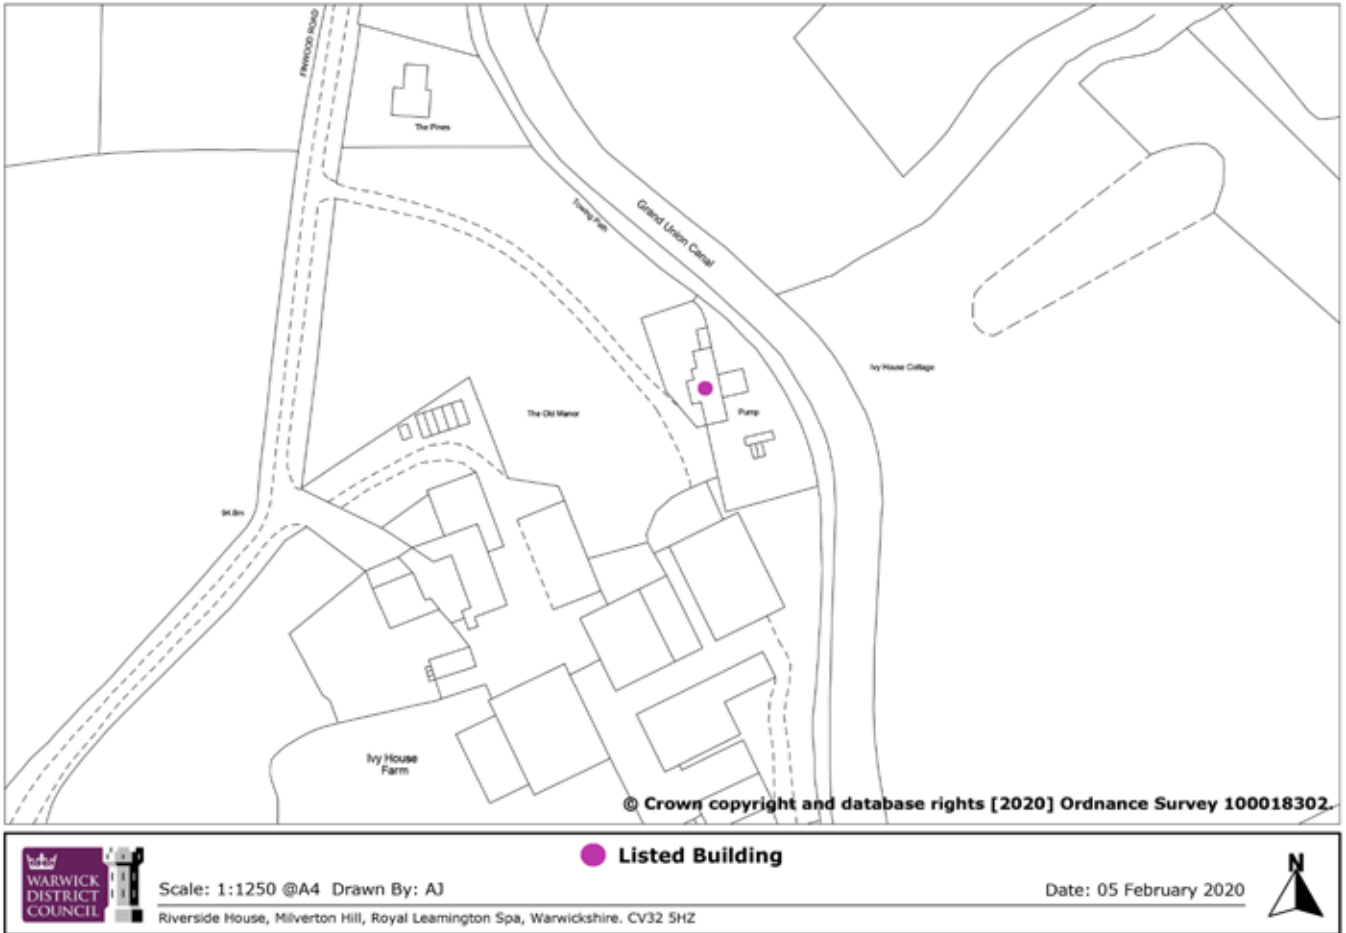 FINWOOD ROAD
The Pines
Towing Path
Grand Union Canal
Ivy House Cottage
The Old Manor
Pump
94.8m
Ivy House
Farm
© Crown copyright and database rights [2020] Ordnance Survey 100018302.
Listed Building
N
WARWICK
DISTRICT
COUNCIL
Scale: 1:1250 @A4 Drawn By: AJ
Date: 05 February 2020
Riverside House, Milverton Hill, Royal Leamington Spa, Warwickshire. CV32 5HZ